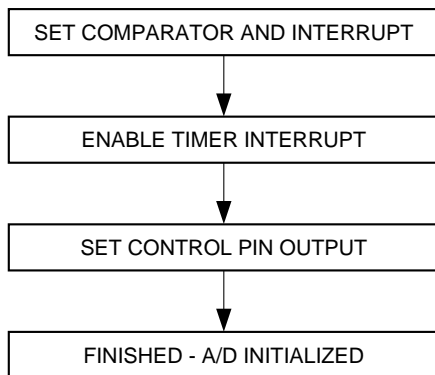 SET COMPARATOR AND INTERRUPT
ENABLE TIMER INTERRUPT
SET CONTROL PIN OUTPUT
FINISHED - A/D INITIALIZED